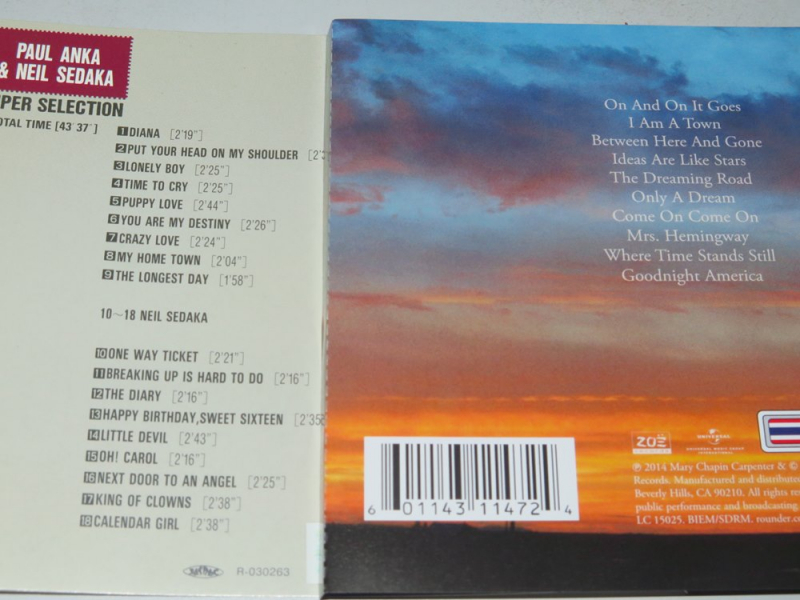 PAUL ANKA
& NEIL SEDAKA
UPER SELECTION
OTAL TIME [43'37"]
1 DIANA [2'19"]
2 PUT YOUR HEAD ON MY SHOULDER
3 LONELY BOY [2'25"]
4 TIME TO CRY [2'25"]
5 PUPPY LOVE [2'44"]
6 YOU ARE MY DESTINY [2'26"]
7 CRAZY LOVE [2'24"]
8 MY HOME TOWN [2'04"]
9 THE LONGEST DAY [1'58"]
10~18 NEIL SEDAKA
10 ONE WAY TICKET [2'21"]
11 BREAKING UP IS HARD TO DO [2'16"]
12 THE DIARY [2'16"]
13 HAPPY BIRTHDAY,SWEET SIXTEEN [2'35"
14 LITTLE DEVIL [2'43"]
15 OH! CAROL [2'16"]
16 NEXT DOOR TO AN ANGEL [2'25"]
17 KING OF CLOWNS [2'38"]
18 CALENDAR GIRL [2'38"]
R-030263
On And On It Goes
I Am A Town
Between Here And Gone
Ideas Are Like Stars
The Dreaming Road
Only A Dream
Come On Come On
Mrs. Hemingway
Where Time Stands Still
Goodnight America
6 01143 11472 4
ZOË
UNIVERSAL
UNIVERSAL MUSIC GROUP
INTERNATIONAL
℗ 2014 Mary Chapin Carpenter & ©
Records. Manufactured and distributed
Beverly Hills, CA 90210. All rights re
public performance and broadcasting.
LC 15025. BIEM/SDRM. rounder.co